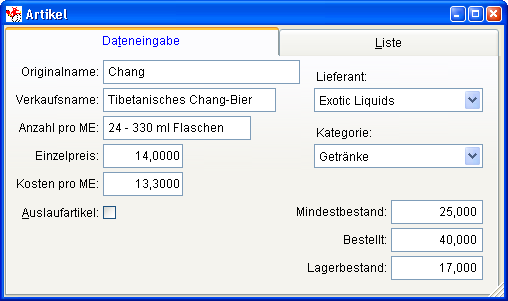 Artikel
Dateneingabe
Liste
Originalname: Chang
Verkaufsname: Tibetanisches Chang-Bier
Anzahl pro ME: 24 - 330 ml Flaschen
Einzelpreis: 14,0000
Kosten pro ME: 13,3000
Auslaufartikel:
Lieferant:
Exotic Liquids
Kategorie:
Getränke
Mindestbestand: 25,000
Bestellt: 40,000
Lagerbestand: 17,000